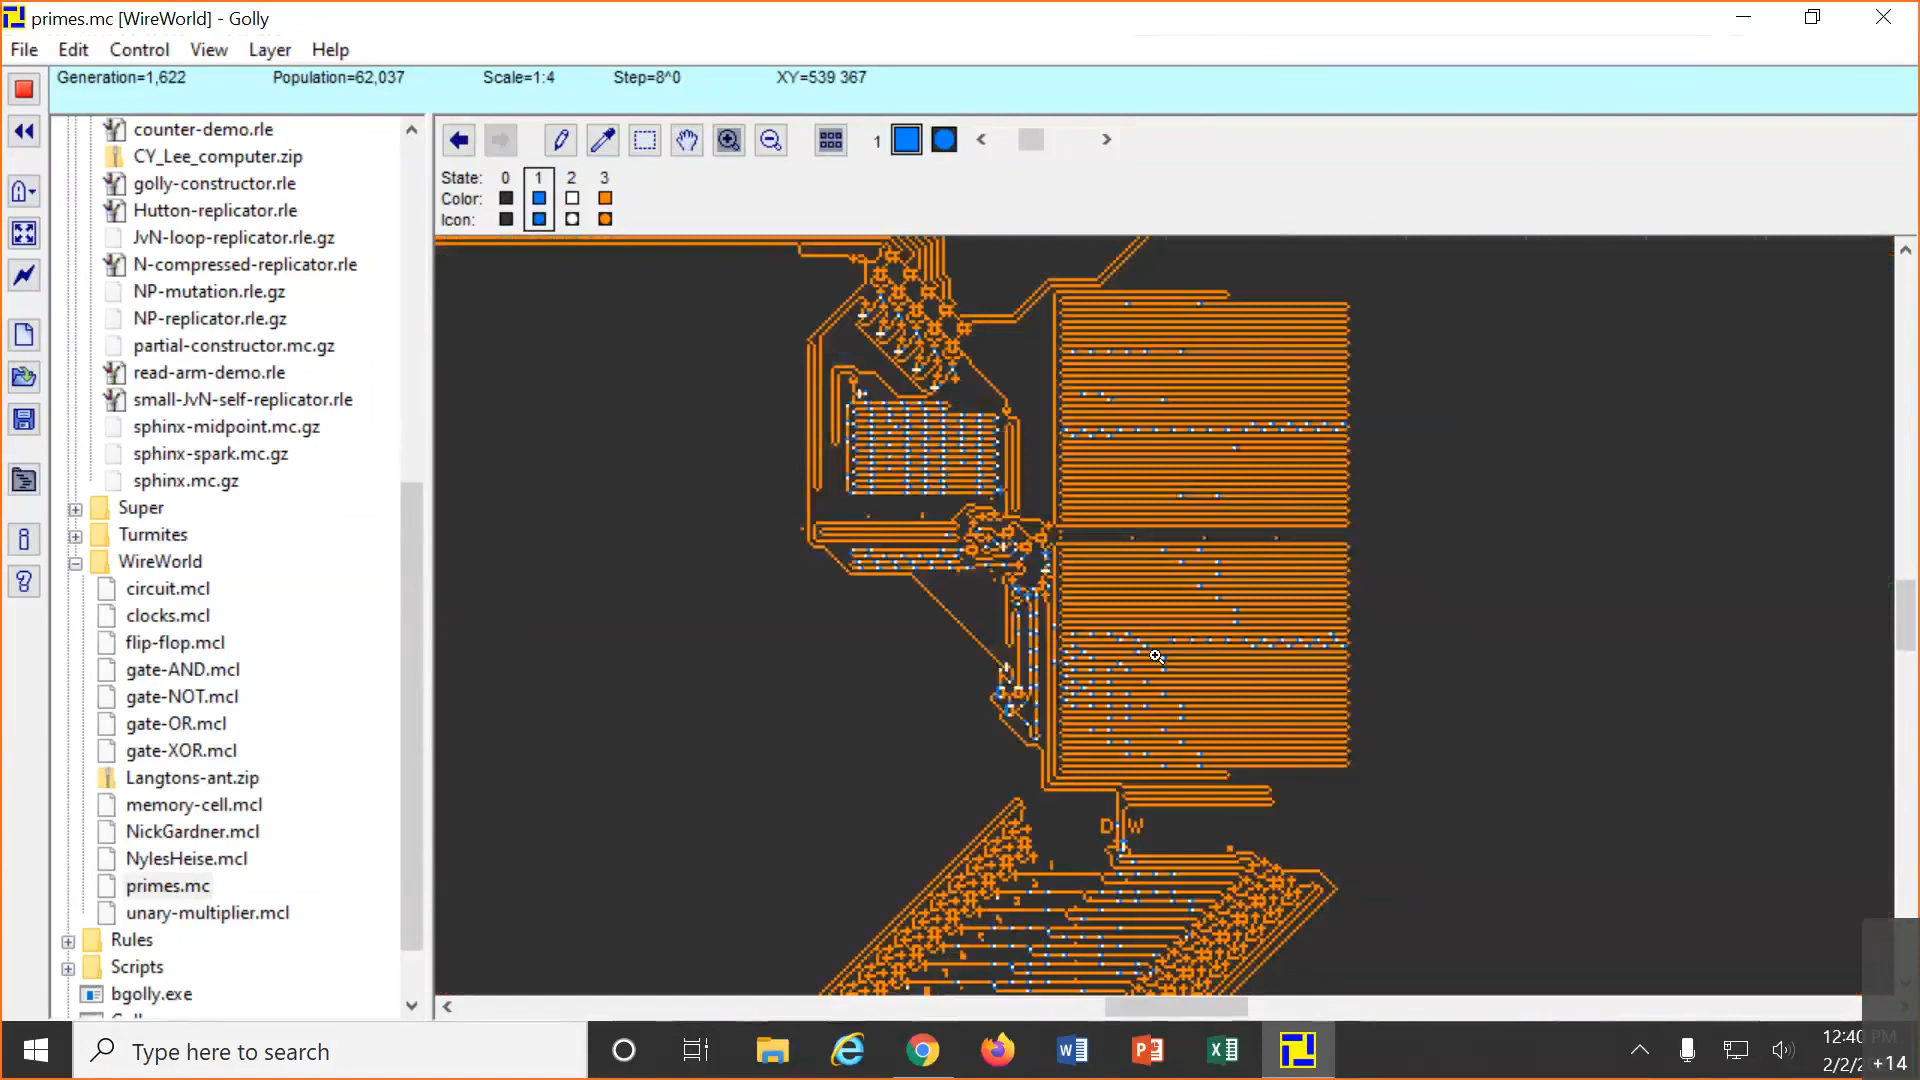 primes.mc [WireWorld] - Golly
File Edit Control View Layer Help
Generation=1,622 Population=62,037 Scale=1:4 Step=8^0 XY=539 367
counter-demo.rle
CY_Lee_computer.zip
golly-constructor.rle
Hutton-replicator.rle
JvN-loop-replicator.rle.gz
N-compressed-replicator.rle
NP-mutation.rle.gz
NP-replicator.rle.gz
partial-constructor.mc.gz
read-arm-demo.rle
small-JvN-self-replicator.rle
sphinx-midpoint.mc.gz
sphinx-spark.mc.gz
sphinx.mc.gz
Super
Turmites
WireWorld
circuit.mcl
clocks.mcl
flip-flop.mcl
gate-AND.mcl
gate-NOT.mcl
gate-OR.mcl
gate-XOR.mcl
Langtons-ant.zip
memory-cell.mcl
NickGardner.mcl
NylesHeise.mcl
primes.mc
unary-multiplier.mcl
Rules
Scripts
bgolly.exe
1
State: 0 1 2 3
Color:
Icon:
D W
Type here to search
12:40 PM
2/2/2
+14